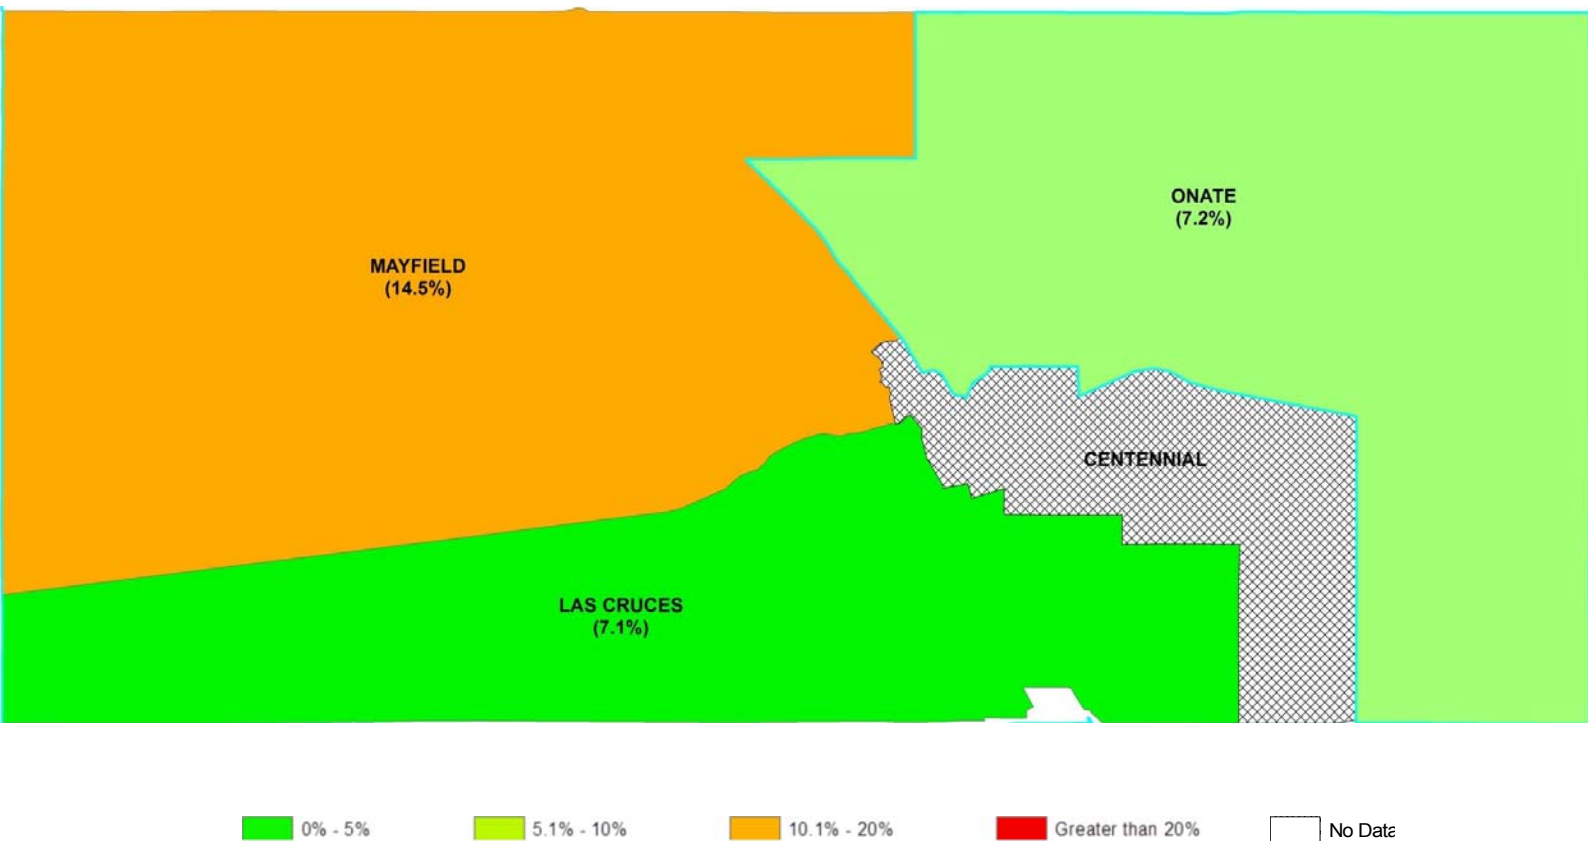 ONATE
(7.2%)
MAYFIELD
(14.5%)
CENTENNIAL
LAS CRUCES
(7.1%)
0% - 5%
5.1% - 10%
10.1% - 20%
Greater than 20%
No Data